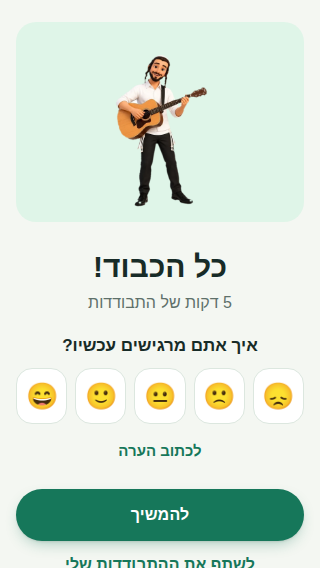 כל הכבוד!
5 דקות של התבודדות
איך אתם מרגישים עכשיו?
לכתוב הערה
להמשיך
לשתף את ההתבודדות שלי